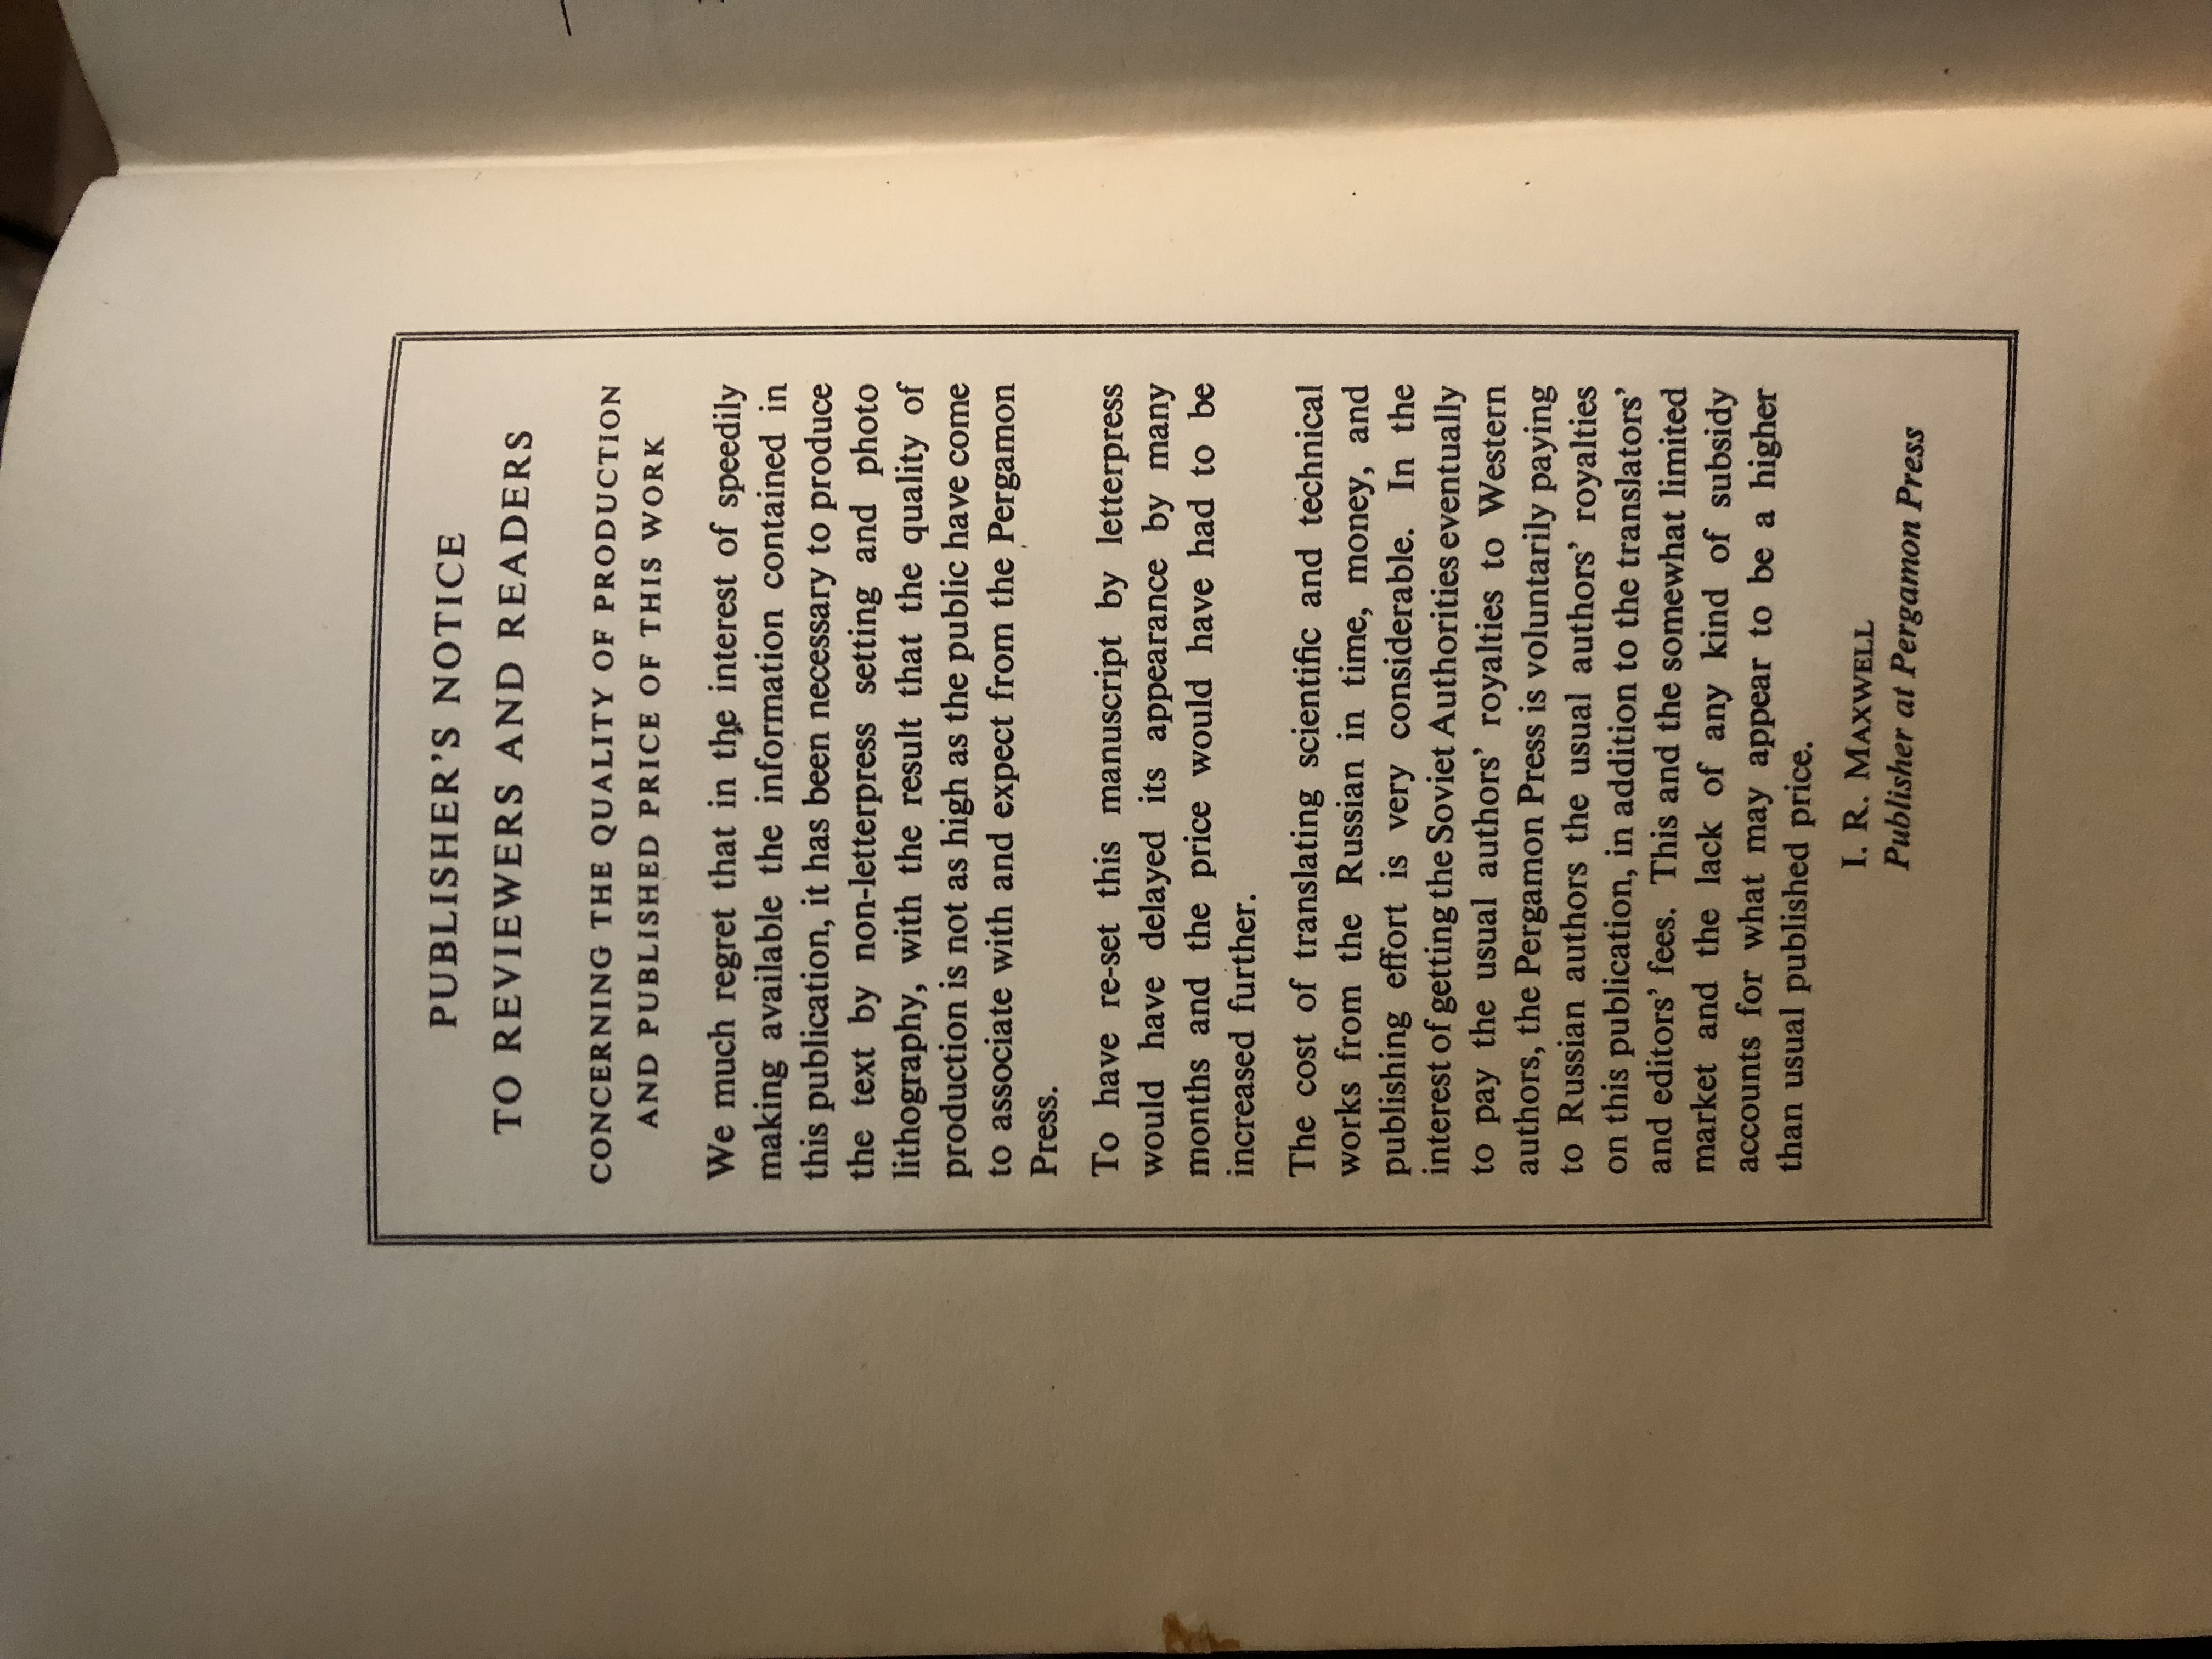 PUBLISHER'S NOTICE
TO REVIEWERS AND READERS
CONCERNING THE QUALITY OF PRODUCTION
AND PUBLISHED PRICE OF THIS WORK
We much regret that in the interest of speedily
making available the information contained in
this publication, it has been necessary to produce
the text by non-letterpress setting and photo
lithography, with the result that the quality of
production is not as high as the public have come
to associate with and expect from the Pergamon
Press.
To have re-set this manuscript by letterpress
would have delayed its appearance by many
months and the price would have had to be
increased further.
The cost of translating scientific and technical
works from the Russian in time, money, and
publishing effort is very considerable. In the
interest of getting the Soviet Authorities eventually
to pay the usual authors' royalties to Western
authors, the Pergamon Press is voluntarily paying
to Russian authors the usual authors' royalties
on this publication, in addition to the translators'
and editors' fees. This and the somewhat limited
market and the lack of any kind of subsidy
accounts for what may appear to be a higher
than usual published price.
I. R. MAXWELL
Publisher at Pergamon Press